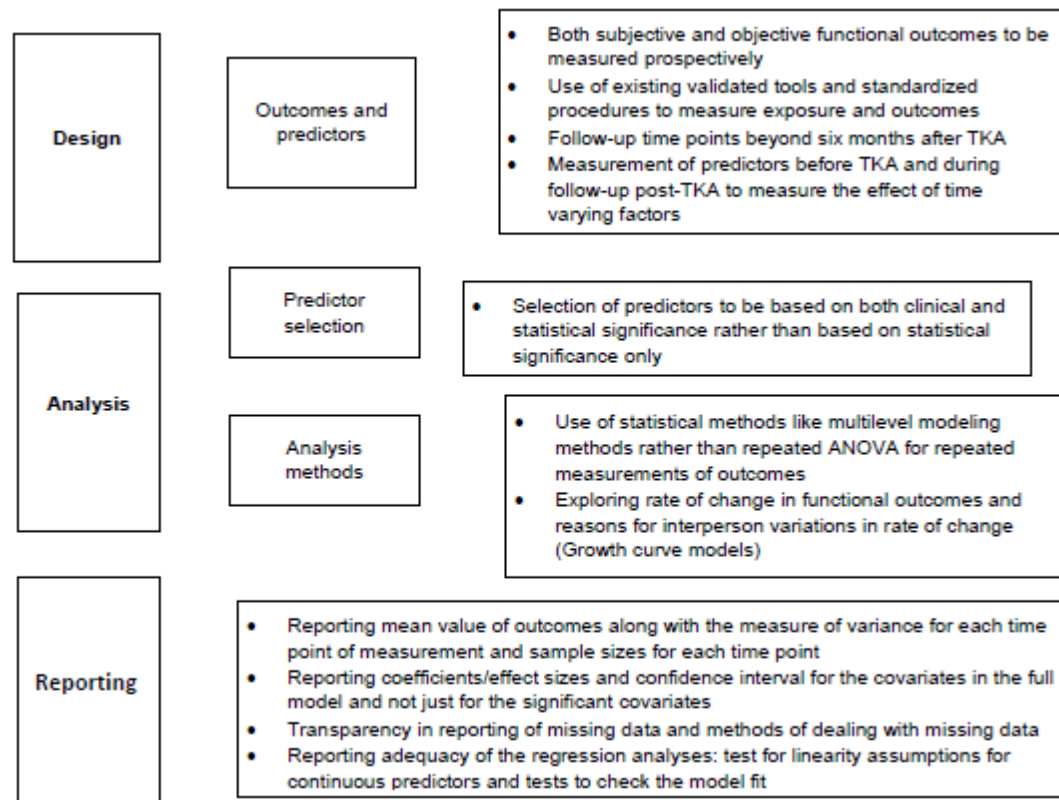 Design
Outcomes and
predictors
• Both subjective and objective functional outcomes to be
measured prospectively
• Use of existing validated tools and standardized
procedures to measure exposure and outcomes
• Follow-up time points beyond six months after TKA
• Measurement of predictors before TKA and during
follow-up post-TKA to measure the effect of time
varying factors
Analysis
Predictor
selection
• Selection of predictors to be based on both clinical and
statistical significance rather than based on statistical
significance only
Analysis
methods
• Use of statistical methods like multilevel modeling
methods rather than repeated ANOVA for repeated
measurements of outcomes
• Exploring rate of change in functional outcomes and
reasons for interperson variations in rate of change
(Growth curve models)
Reporting
• Reporting mean value of outcomes along with the measure of variance for each time
point of measurement and sample sizes for each time point
• Reporting coefficients/effect sizes and confidence interval for the covariates in the full
model and not just for the significant covariates
• Transparency in reporting of missing data and methods of dealing with missing data
• Reporting adequacy of the regression analyses: test for linearity assumptions for
continuous predictors and tests to check the model fit